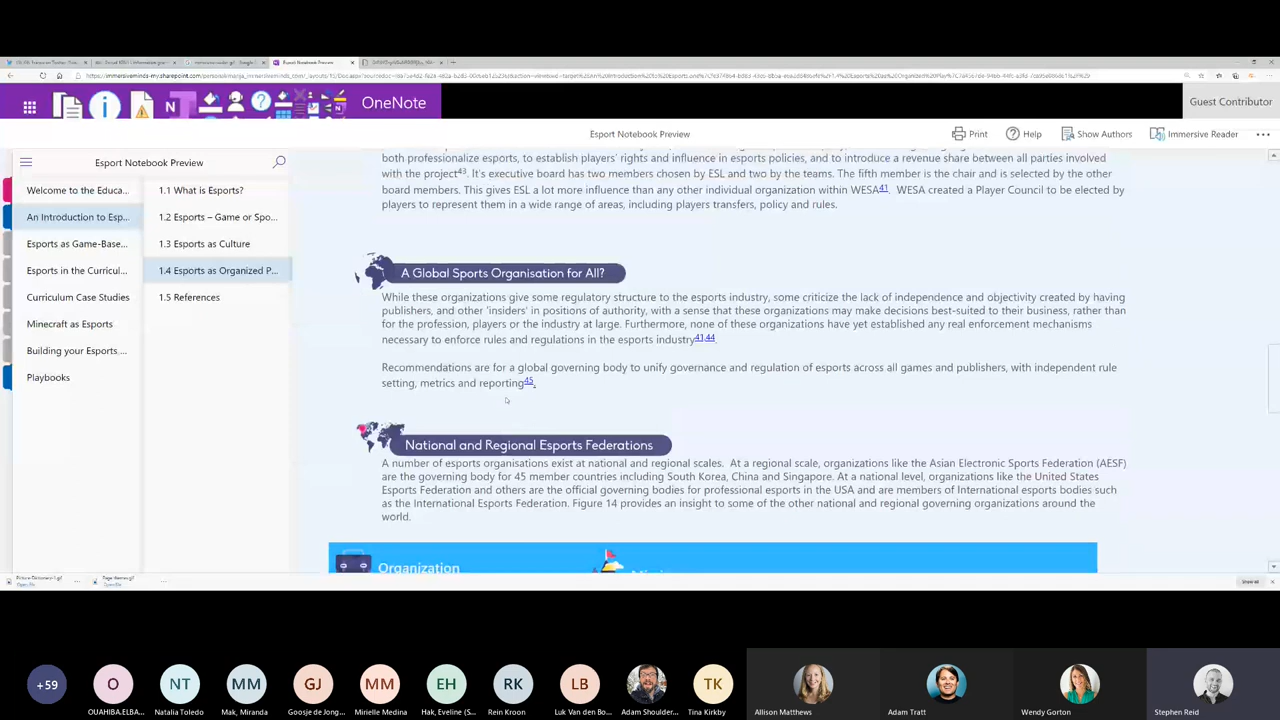 OneNote
Guest Contributor
Esport Notebook Preview
Print
Help
Show Authors
Immersive Reader
Esport Notebook Preview
Welcome to the Educa...
An Introduction to Esp...
Esports as Game-Base...
Esports in the Curricul...
Curriculum Case Studies
Minecraft as Esports
Building your Esports ...
Playbooks
1.1 What is Esports?
1.2 Esports – Game or Spo...
1.3 Esports as Culture
1.4 Esports as Organized P...
1.5 References
both professionalize esports, to establish players' rights and influence in esports policies, and to introduce a revenue share between all parties involved
with the project43. It's executive board has two members chosen by ESL and two by the teams. The fifth member is the chair and is selected by the other
board members. This gives ESL a lot more influence than any other individual organization within WESA41. WESA created a Player Council to be elected by
players to represent them in a wide range of areas, including players transfers, policy and rules.
A Global Sports Organisation for All?
While these organizations give some regulatory structure to the esports industry, some criticize the lack of independence and objectivity created by having
publishers, and other 'insiders' in positions of authority, with a sense that these organizations may make decisions best-suited to their business, rather than
for the profession, players or the industry at large. Furthermore, none of these organizations have yet established any real enforcement mechanisms
necessary to enforce rules and regulations in the esports industry41,44.
Recommendations are for a global governing body to unify governance and regulation of esports across all games and publishers, with independent rule
setting, metrics and reporting45.
National and Regional Esports Federations
A number of esports organisations exist at national and regional scales. At a regional scale, organizations like the Asian Electronic Sports Federation (AESF)
are the governing body for 45 member countries including South Korea, China and Singapore. At a national level, organizations like the United States
Esports Federation and others are the official governing bodies for professional esports in the USA and are members of International esports bodies such
as the International Esports Federation. Figure 14 provides an insight to some of the other national and regional governing organizations around the
world.
Organization
+59
O
NT
MM
GJ
MM
EH
RK
LB
TK
OUAHIBA.ELBA...
Natalia Toledo
Mak, Miranda
Goosje de Jong...
Mirielle Medina
Hak, Eveline (S...
Rein Kroon
Luk Van den Bo...
Adam Shoulder...
Tina Kirkby
Allison Matthews
Adam Tratt
Wendy Gorton
Stephen Reid